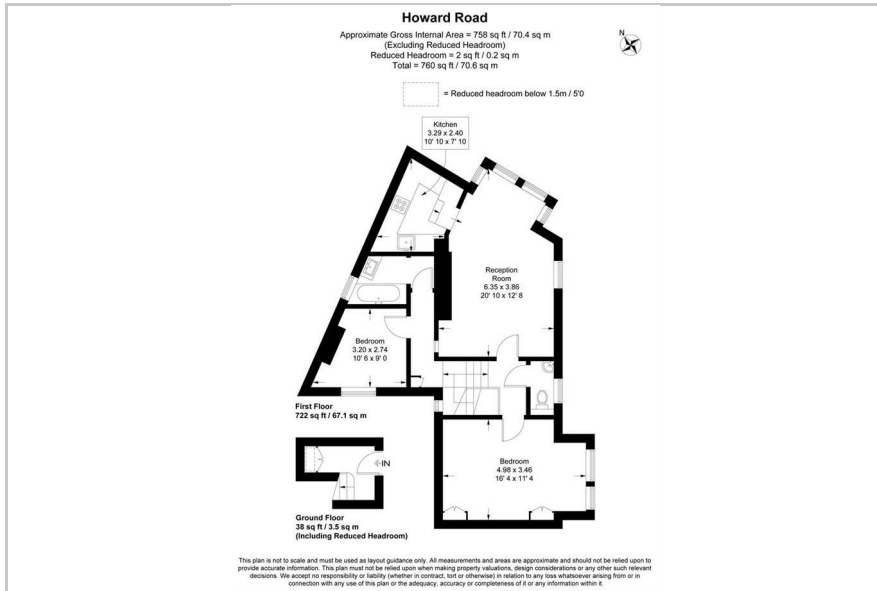 Howard Road
Approximate Gross Internal Area = 758 sq ft / 70.4 sq m
(Excluding Reduced Headroom)
Reduced Headroom = 2 sq ft / 0.2 sq m
Total = 760 sq ft / 70.6 sq m
N
= Reduced headroom below 1.5m / 5'0
Kitchen
3.29 x 2.40
10' 10 x 7' 10
Reception
Room
6.35 x 3.86
20' 10 x 12' 8
Bedroom
3.20 x 2.74
10' 6 x 9' 0
First Floor
722 sq ft / 67.1 sq m
IN
Bedroom
4.98 x 3.46
16' 4 x 11' 4
Ground Floor
38 sq ft / 3.5 sq m
(Including Reduced Headroom)
This plan is not to scale and must be used as layout guidance only. All measurements and areas are approximate and should not be relied upon to
provide accurate information. This plan must not be relied upon when making property valuations, design considerations or any other such relevant
decisions. We accept no responsibility or liability (whether in contract, tort or otherwise) in relation to any loss whatsoever arising from or in
connection with any use of this plan or the adequacy, accuracy or completeness of it or any information within it.